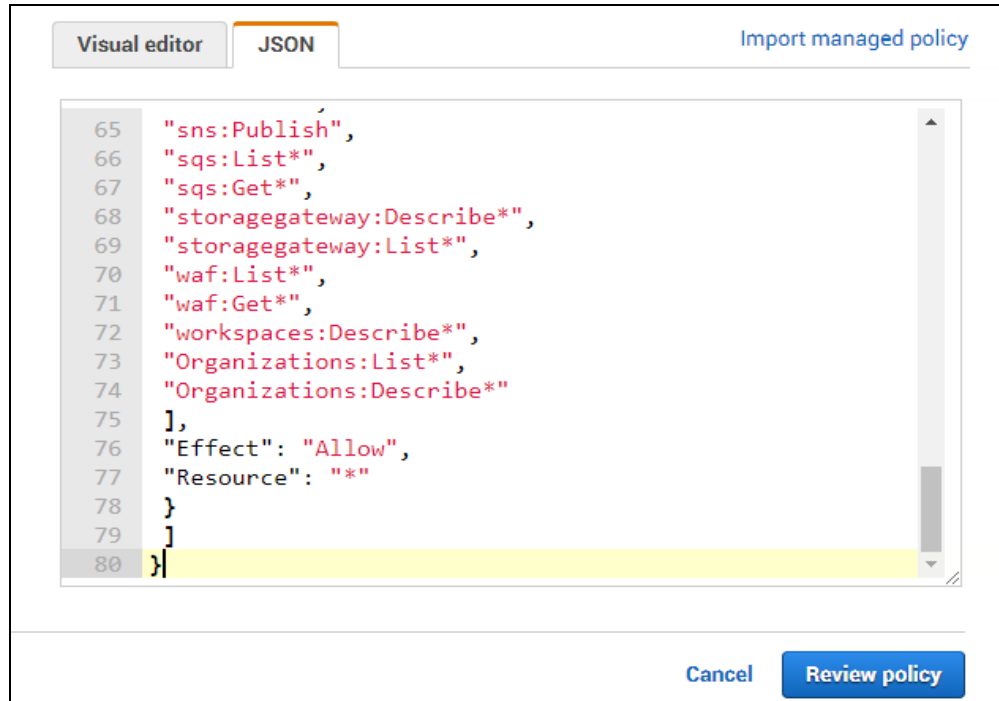 Visual editor
JSON
Import managed policy
65 "sns:Publish",
66 "sqs:List*",
67 "sqs:Get*",
68 "storagegateway:Describe*",
69 "storagegateway:List*",
70 "waf:List*",
71 "waf:Get*",
72 "workspaces:Describe*",
73 "Organizations:List*",
74 "Organizations:Describe*"
75 ],
76 "Effect": "Allow",
77 "Resource": "*"
78 }
79 ]
80 }
Cancel
Review policy